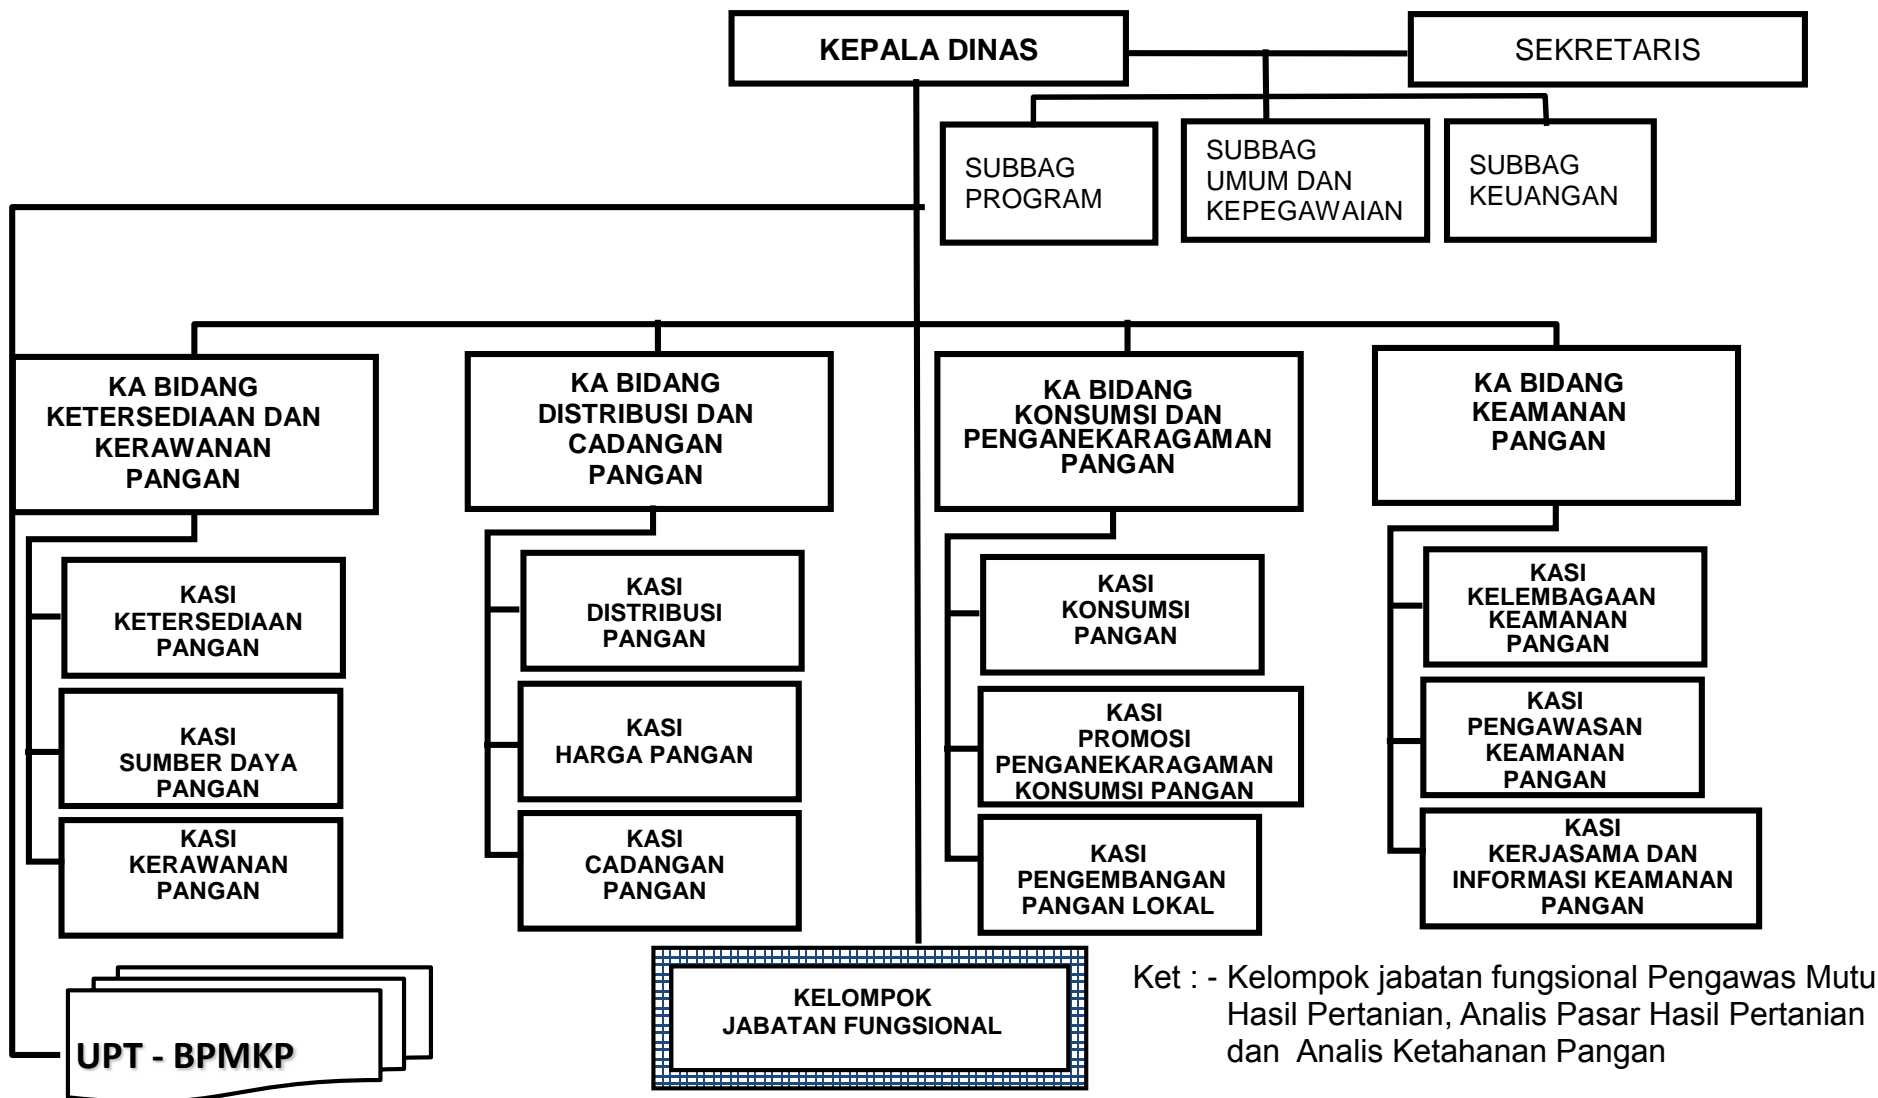 KEPALA DINAS
SEKRETARIS
SUBBAG
PROGRAM
SUBBAG
UMUM DAN
KEPEGAWAIAN
SUBBAG
KEUANGAN
KA BIDANG
KETERSEDIAAN DAN
KERAWANAN
PANGAN
KA BIDANG
DISTRIBUSI DAN
CADANGAN
PANGAN
KA BIDANG
KONSUMSI DAN
PENGANEKARAGAMAN
PANGAN
KA BIDANG
KEAMANAN
PANGAN
KASI
KETERSEDIAAN
PANGAN
KASI
SUMBER DAYA
PANGAN
KASI
KERAWANAN
PANGAN
KASI
DISTRIBUSI
PANGAN
KASI
HARGA PANGAN
KASI
CADANGAN
PANGAN
KASI
KONSUMSI
PANGAN
KASI
PROMOSI
PENGANEKARAGAMAN
KONSUMSI PANGAN
KASI
PENGEMBANGAN
PANGAN LOKAL
KASI
KELEMBAGAAN
KEAMANAN
PANGAN
KASI
PENGAWASAN
KEAMANAN
PANGAN
KASI
KERJASAMA DAN
INFORMASI KEAMANAN
PANGAN
UPT - BPMKP
KELOMPOK
JABATAN FUNGSIONAL
Ket : - Kelompok jabatan fungsional Pengawas Mutu
Hasil Pertanian, Analis Pasar Hasil Pertanian
dan Analis Ketahanan Pangan